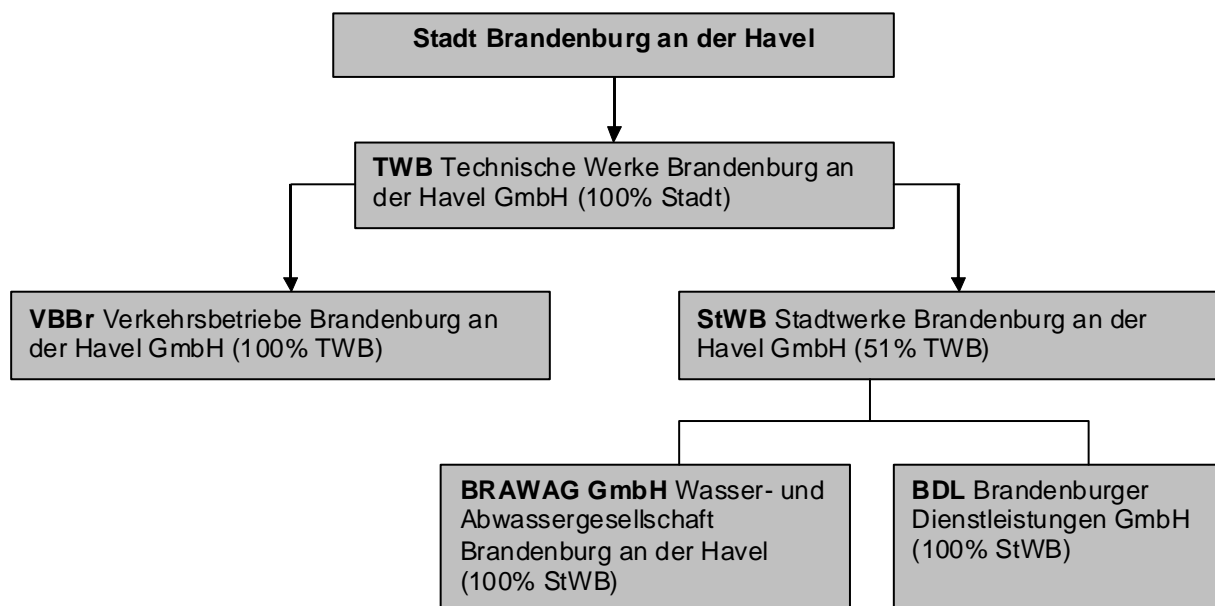 Stadt Brandenburg an der Havel
TWB Technische Werke Brandenburg an
der Havel GmbH (100% Stadt)
VBBr Verkehrsbetriebe Brandenburg an
der Havel GmbH (100% TWB)
StWB Stadtwerke Brandenburg an der
Havel GmbH (51% TWB)
BRAWAG GmbH Wasser- und
Abwassergesellschaft
Brandenburg an der Havel
(100% StWB)
BDL Brandenburger
Dienstleistungen GmbH
(100% StWB)